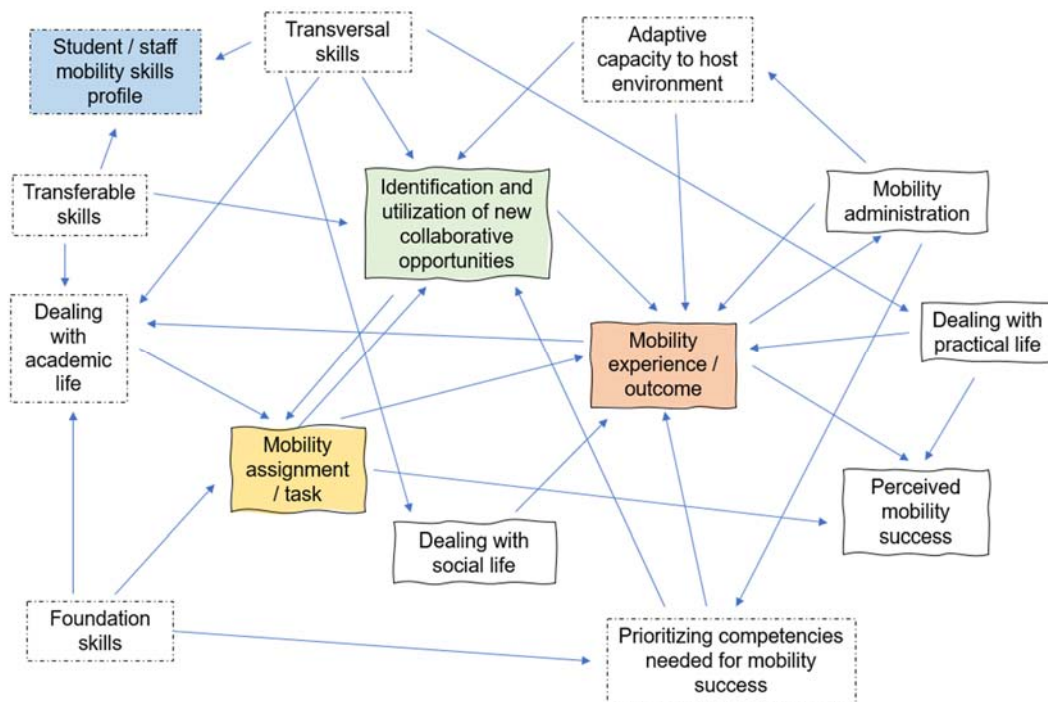 Student / staff
mobility skills
profile
Transversal
skills
Adaptive
capacity to host
environment
Transferable
skills
Identification and
utilization of new
collaborative
opportunities
Mobility
administration
Dealing
with
academic
life
Mobility
experience /
outcome
Dealing with
practical life
Mobility
assignment
/ task
Perceived
mobility
success
Dealing with
social life
Foundation
skills
Prioritizing competencies
needed for mobility
success